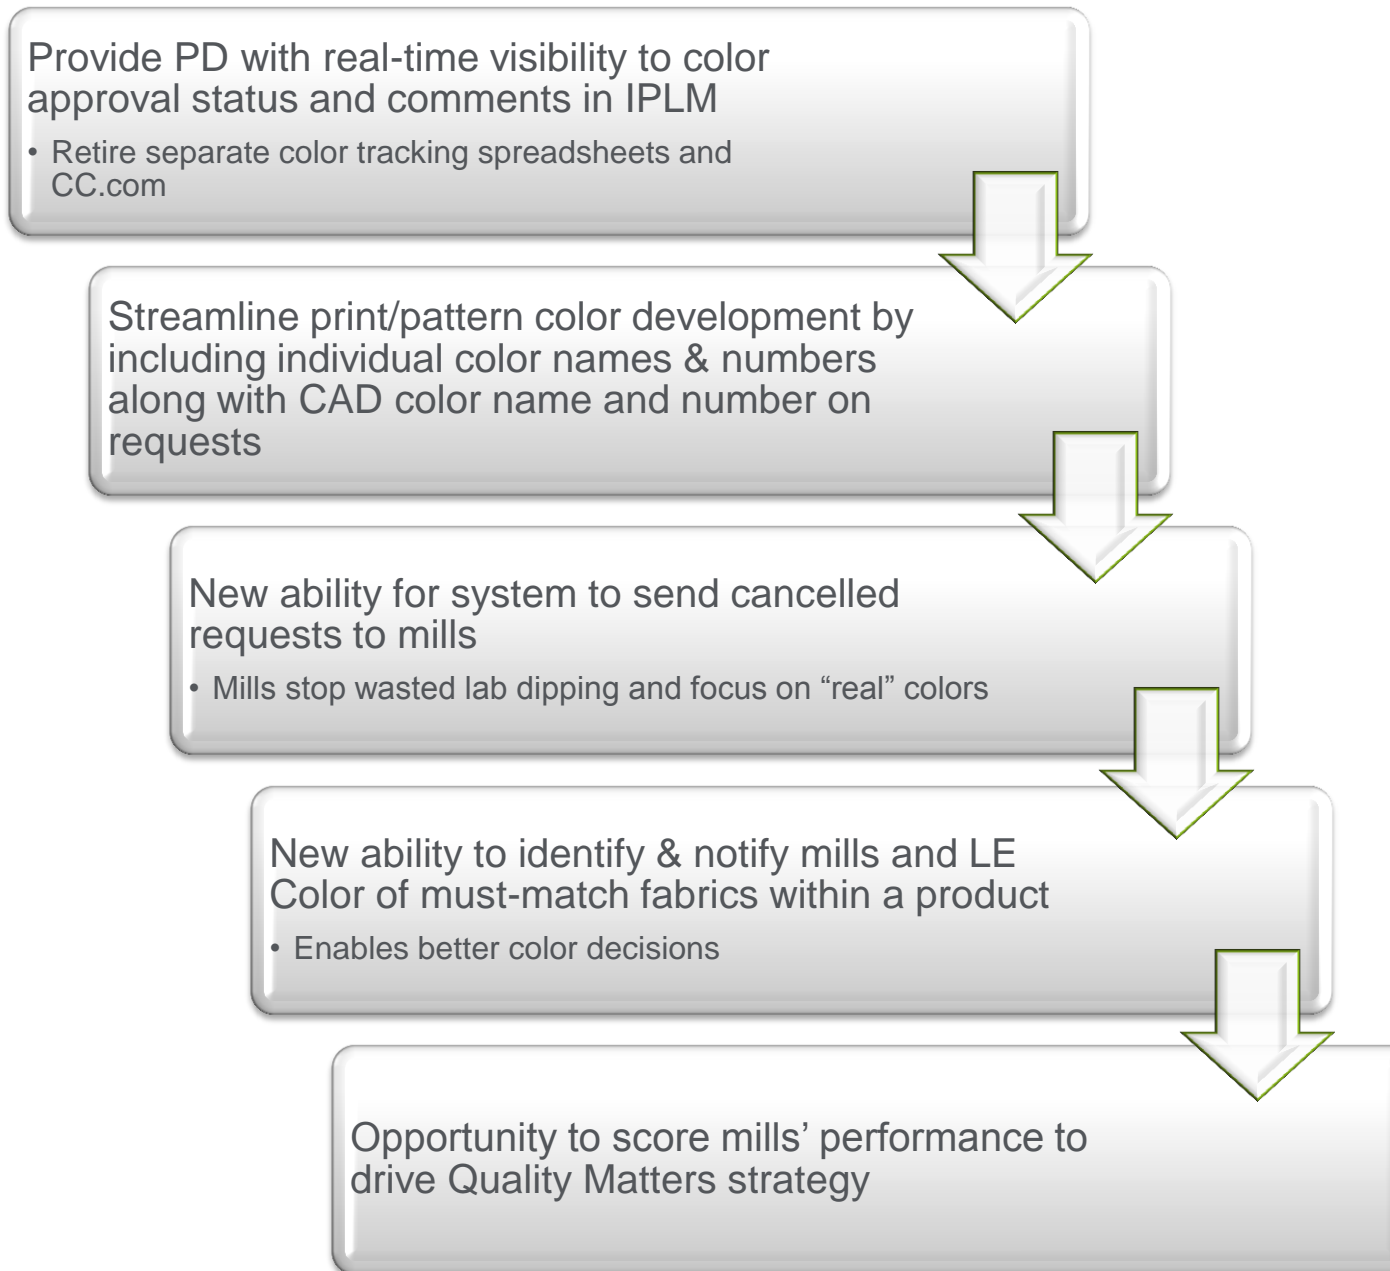 Provide PD with real-time visibility to color
approval status and comments in IPLM
• Retire separate color tracking spreadsheets and
CC.com
Streamline print/pattern color development by
including individual color names & numbers
along with CAD color name and number on
requests
New ability for system to send cancelled
requests to mills
• Mills stop wasted lab dipping and focus on “real” colors
New ability to identify & notify mills and LE
Color of must-match fabrics within a product
• Enables better color decisions
Opportunity to score mills’ performance to
drive Quality Matters strategy